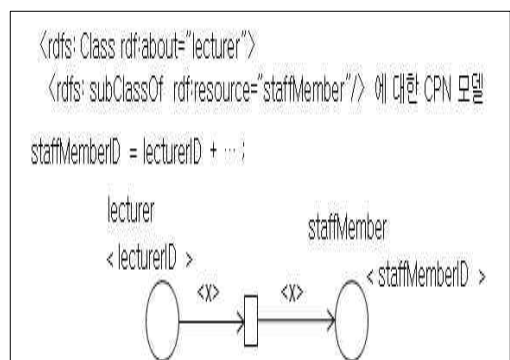 <rdfs: Class rdf:about="lecturer">
<rdfs: subClassOf rdf:resource="staffMember"/> 에 대한 CPN 모델
staffMemberID = lecturerID + ··· ;
lecturer
< lecturerID >
staffMember
< staffMemberID >
<X>
<X>